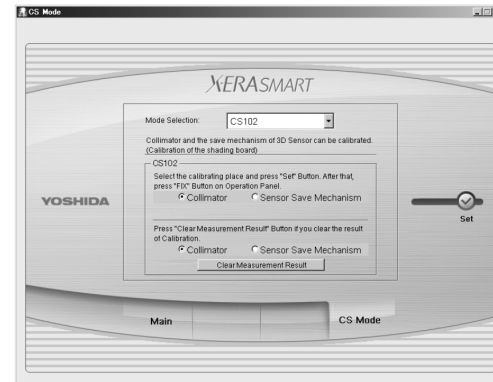 CS Mode
XERASMART
Mode Selection:
CS102
Collimator and the save mechanism of 3D Sensor can be calibrated.
(Calibration of the shading board)
CS102
Select the calibrating place and press "Set" Button. After that,
press "FIX" Button on Operation Panel.
Collimator Sensor Save Mechanism
YOSHIDA
Set
Press "Clear Measurement Result" Button if you clear the result
of Calibration.
Collimator Sensor Save Mechanism
Clear Measurement Result
Main
CS Mode